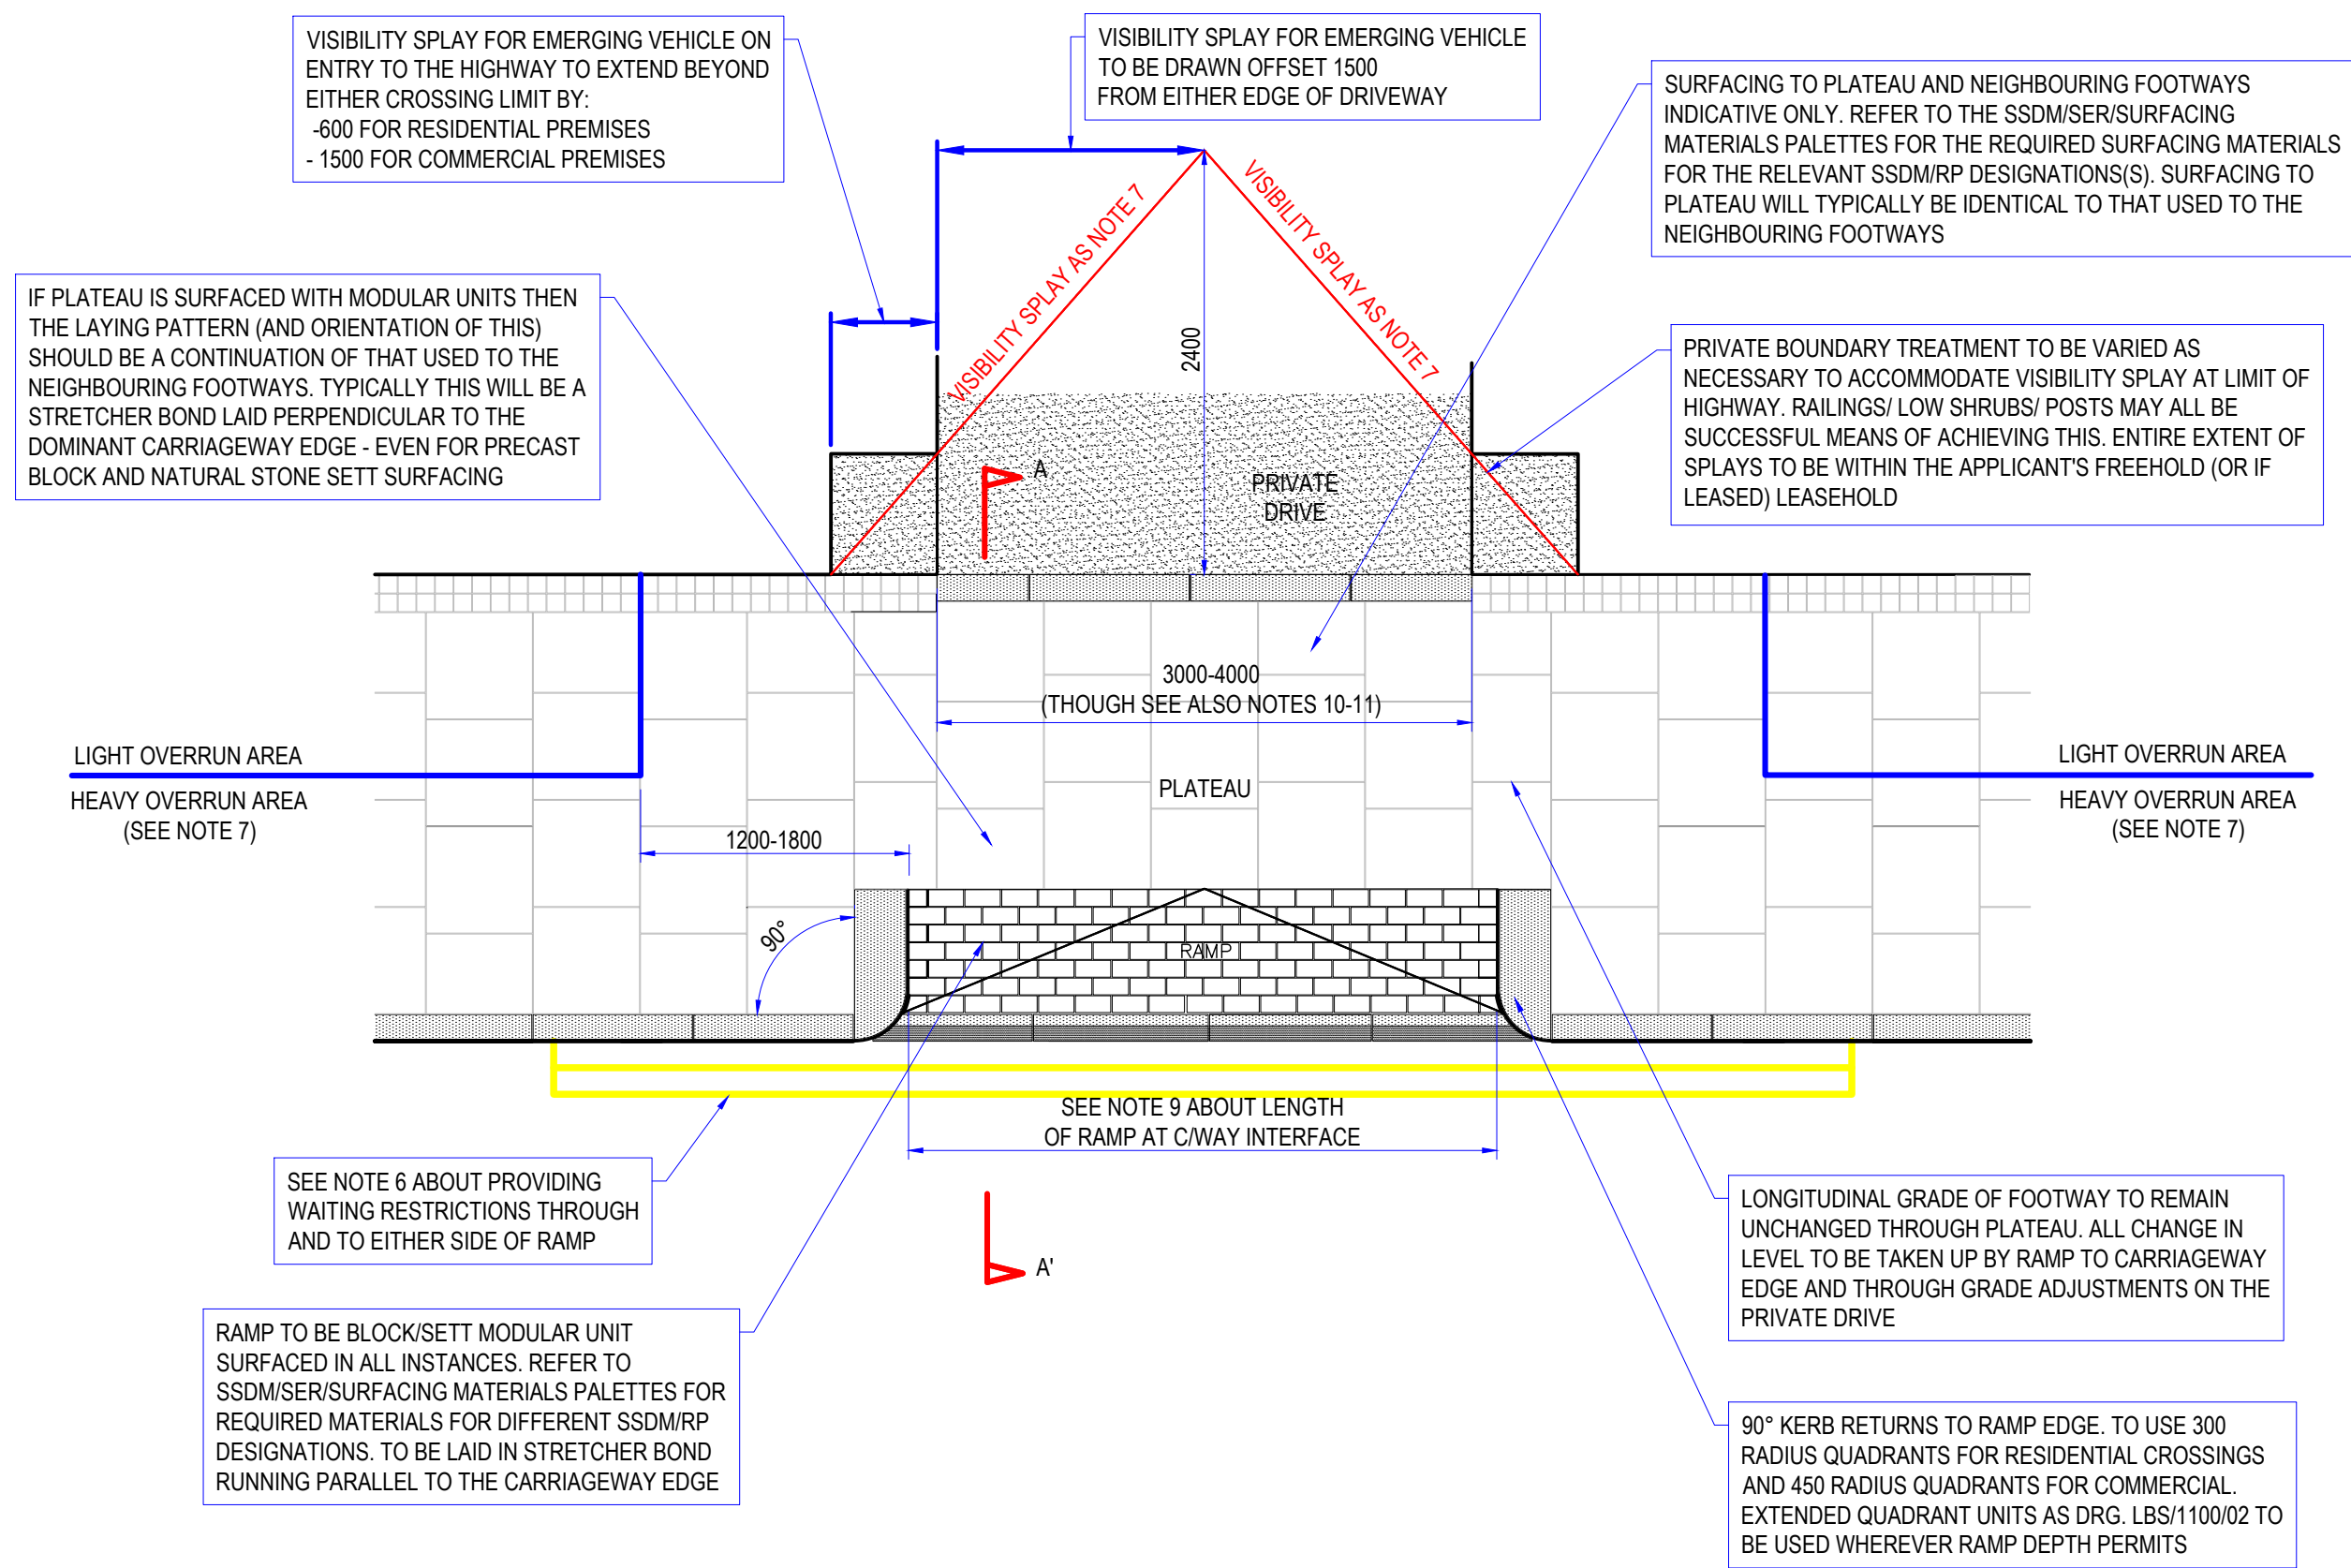 VISIBILITY SPLAY FOR EMERGING VEHICLE ON
ENTRY TO THE HIGHWAY TO EXTEND BEYOND
EITHER CROSSING LIMIT BY:
-600 FOR RESIDENTIAL PREMISES
- 1500 FOR COMMERCIAL PREMISES
VISIBILITY SPLAY FOR EMERGING VEHICLE
TO BE DRAWN OFFSET 1500
FROM EITHER EDGE OF DRIVEWAY
SURFACING TO PLATEAU AND NEIGHBOURING FOOTWAYS
INDICATIVE ONLY. REFER TO THE SSDM/SER/SURFACING
MATERIALS PALETTES FOR THE REQUIRED SURFACING MATERIALS
FOR THE RELEVANT SSDM/RP DESIGNATIONS(S). SURFACING TO
PLATEAU WILL TYPICALLY BE IDENTICAL TO THAT USED TO THE
NEIGHBOURING FOOTWAYS
IF PLATEAU IS SURFACED WITH MODULAR UNITS THEN
THE LAYING PATTERN (AND ORIENTATION OF THIS)
SHOULD BE A CONTINUATION OF THAT USED TO THE
NEIGHBOURING FOOTWAYS. TYPICALLY THIS WILL BE A
STRETCHER BOND LAID PERPENDICULAR TO THE
DOMINANT CARRIAGEWAY EDGE - EVEN FOR PRECAST
BLOCK AND NATURAL STONE SETT SURFACING
VISIBILITY SPLAY AS NOTE 7
VISIBILITY SPLAY AS NOTE 7
2400
PRIVATE BOUNDARY TREATMENT TO BE VARIED AS
NECESSARY TO ACCOMMODATE VISIBILITY SPLAY AT LIMIT OF
HIGHWAY. RAILINGS/ LOW SHRUBS/ POSTS MAY ALL BE
SUCCESSFUL MEANS OF ACHIEVING THIS. ENTIRE EXTENT OF
SPLAYS TO BE WITHIN THE APPLICANT'S FREEHOLD (OR IF
LEASED) LEASEHOLD
A
PRIVATE
DRIVE
3000-4000
(THOUGH SEE ALSO NOTES 10-11)
LIGHT OVERRUN AREA
HEAVY OVERRUN AREA
(SEE NOTE 7)
LIGHT OVERRUN AREA
HEAVY OVERRUN AREA
(SEE NOTE 7)
PLATEAU
1200-1800
90°
RAMP
SEE NOTE 9 ABOUT LENGTH
OF RAMP AT C/WAY INTERFACE
SEE NOTE 6 ABOUT PROVIDING
WAITING RESTRICTIONS THROUGH
AND TO EITHER SIDE OF RAMP
A'
LONGITUDINAL GRADE OF FOOTWAY TO REMAIN
UNCHANGED THROUGH PLATEAU. ALL CHANGE IN
LEVEL TO BE TAKEN UP BY RAMP TO CARRIAGEWAY
EDGE AND THROUGH GRADE ADJUSTMENTS ON THE
PRIVATE DRIVE
RAMP TO BE BLOCK/SETT MODULAR UNIT
SURFACED IN ALL INSTANCES. REFER TO
SSDM/SER/SURFACING MATERIALS PALETTES FOR
REQUIRED MATERIALS FOR DIFFERENT SSDM/RP
DESIGNATIONS. TO BE LAID IN STRETCHER BOND
RUNNING PARALLEL TO THE CARRIAGEWAY EDGE
90° KERB RETURNS TO RAMP EDGE. TO USE 300
RADIUS QUADRANTS FOR RESIDENTIAL CROSSINGS
AND 450 RADIUS QUADRANTS FOR COMMERCIAL.
EXTENDED QUADRANT UNITS AS DRG. LBS/1100/02 TO
BE USED WHEREVER RAMP DEPTH PERMITS